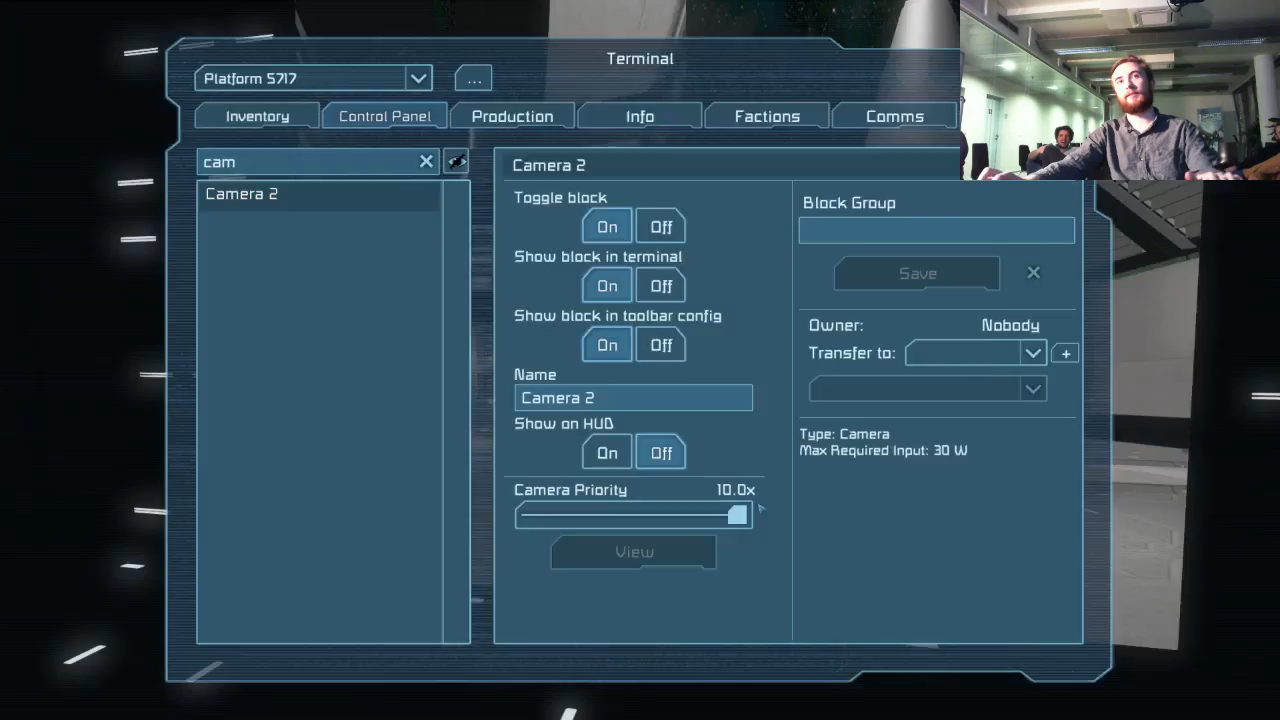 Terminal
Platform 5717
...
Inventory
Control Panel
Production
Info
Factions
Comms
cam
Camera 2
Camera 2
Toggle block
On
Off
Show block in terminal
On
Off
Show block in toolbar config
On
Off
Name
Camera 2
Show on HUD
On
Off
Camera Priority 10.0x
View
Block Group
Save
Owner: Nobody
Transfer to:
+
Type: Camera
Max Required Input: 30 W